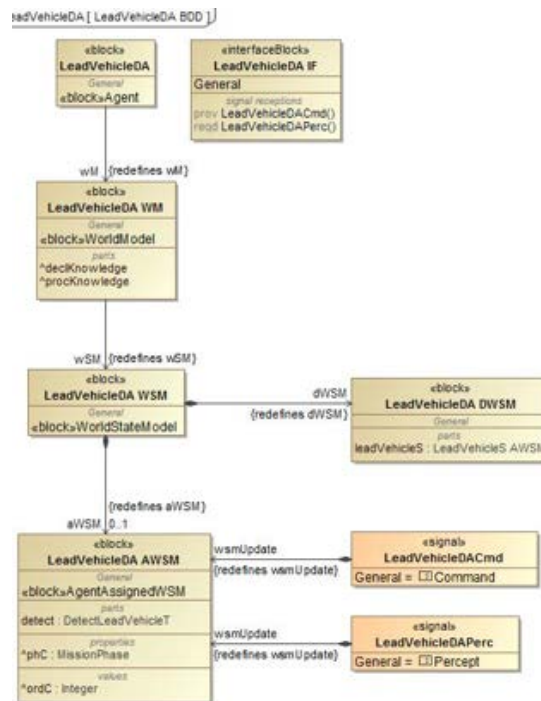 LeadVehicleDA [ LeadVehicleDA BDD ]
«block»
LeadVehicleDA
General
«block»Agent
«interfaceBlock»
LeadVehicleDA IF
General
signal receptions
prov LeadVehicleDACmd()
reqd LeadVehicleDAPerc()
wM {redefines wM}
«block»
LeadVehicleDA WM
General
«block»WorldModel
parts
^declKnowledge
^procKnowledge
wSM {redefines wSM}
«block»
LeadVehicleDA WSM
General
«block»WorldStateModel
dWSM
{redefines dWSM}
«block»
LeadVehicleDA DWSM
General
parts
leadVehicleS : LeadVehicleS AWSM
{redefines aWSM}
aWSM 0..1
«block»
LeadVehicleDA AWSM
General
«block»AgentAssignedWSM
parts
detect : DetectLeadVehicleT
properties
^phC : MissionPhase
values
^ordC : Integer
wsmUpdate
{redefines wsmUpdate}
«signal»
LeadVehicleDACmd
General = Command
wsmUpdate
{redefines wsmUpdate}
«signal»
LeadVehicleDAPerc
General = Percept